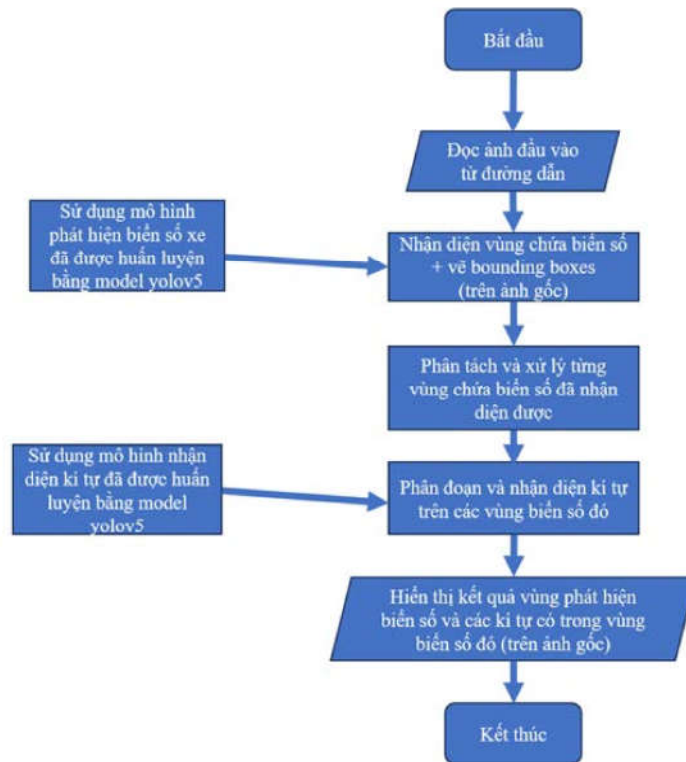 Bắt đầu
Đọc ảnh đầu vào
từ đường dẫn
Sử dụng mô hình
phát hiện biển số xe
đã được huấn luyện
bằng model yolov5
Nhận diện vùng chứa biển số
+ vẽ bounding boxes
(trên ảnh gốc)
Phân tách và xử lý từng
vùng chứa biển số đã nhận
diện được
Sử dụng mô hình nhận
diện kí tự đã được huấn
luyện bằng model
yolov5
Phân đoạn và nhận diện kí tự
trên các vùng biển số đó
Hiển thị kết quả vùng phát hiện
biển số và các kí tự có trong vùng
biển số đó (trên ảnh gốc)
Kết thúc